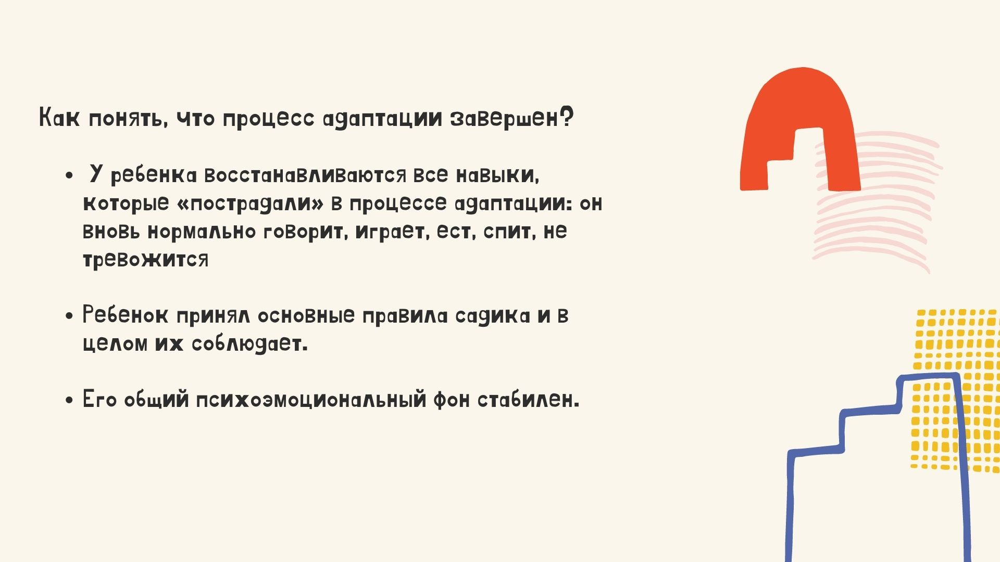 Как понять, что процесс адаптации завершен?
• У ребенка восстанавливаются все навыки,
которые «пострадали» в процессе адаптации: он
вновь нормально говорит, играет, ест, спит, не
тревожится
• Ребенок принял основные правила садика и в
целом их соблюдает.
• Его общий психоэмоциональный фон стабилен.